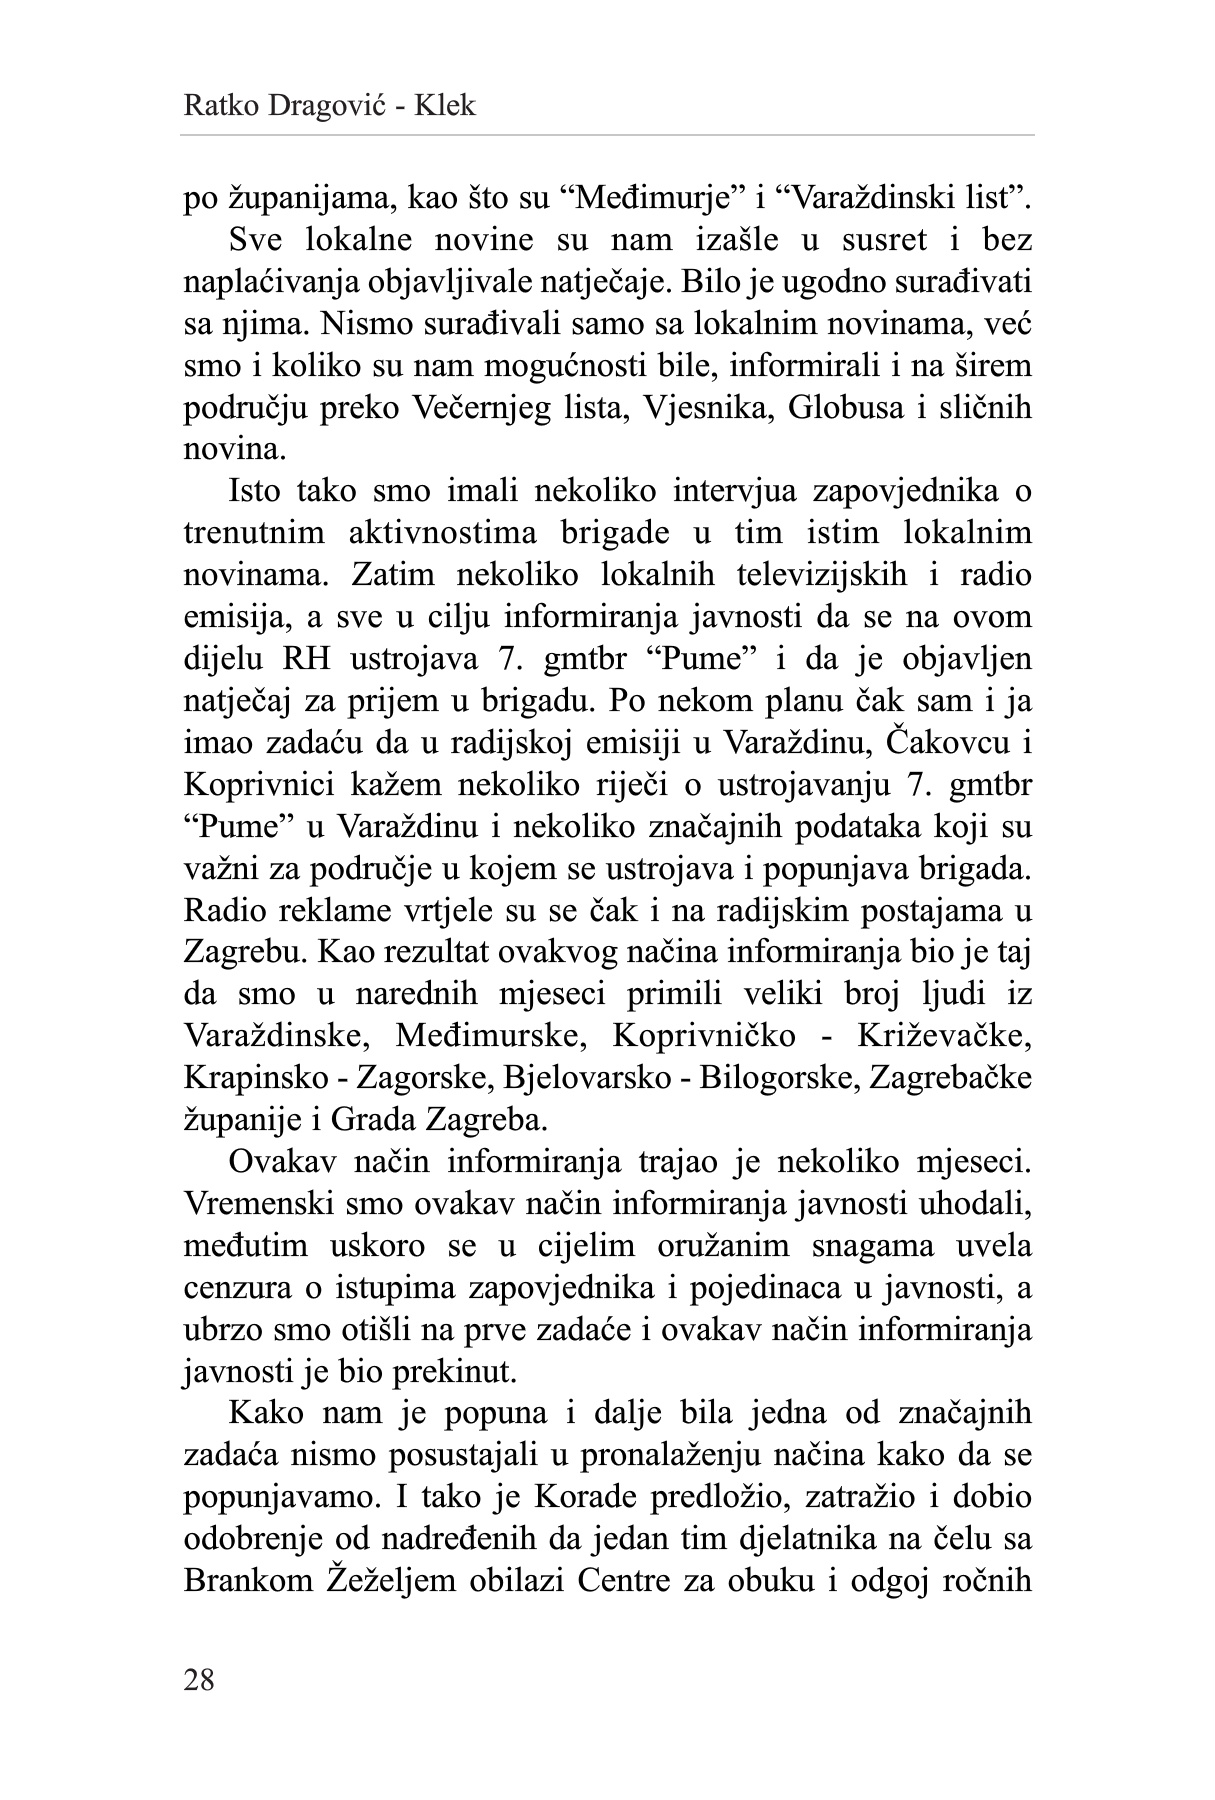 Ratko Dragović - Klek
po županijama, kao što su “Međimurje” i “Varaždinski list”.
Sve lokalne novine su nam izašle u susret i bez
naplaćivanja objavljivale natječaje. Bilo je ugodno surađivati
sa njima. Nismo surađivali samo sa lokalnim novinama, već
smo i koliko su nam mogućnosti bile, informirali i na širem
području preko Večernjeg lista, Vjesnika, Globusa i sličnih
novina.
Isto tako smo imali nekoliko intervjua zapovjednika o
trenutnim aktivnostima brigade u tim istim lokalnim
novinama. Zatim nekoliko lokalnih televizijskih i radio
emisija, a sve u cilju informiranja javnosti da se na ovom
dijelu RH ustrojava 7. gmtbr “Pume” i da je objavljen
natječaj za prijem u brigadu. Po nekom planu čak sam i ja
imao zadaću da u radijskoj emisiji u Varaždinu, Čakovcu i
Koprivnici kažem nekoliko riječi o ustrojavanju 7. gmtbr
“Pume” u Varaždinu i nekoliko značajnih podataka koji su
važni za područje u kojem se ustrojava i popunjava brigada.
Radio reklame vrtjele su se čak i na radijskim postajama u
Zagrebu. Kao rezultat ovakvog načina informiranja bio je taj
da smo u narednih mjeseci primili veliki broj ljudi iz
Varaždinske, Međimurske, Koprivničko - Križevačke,
Krapinsko - Zagorske, Bjelovarsko - Bilogorske, Zagrebačke
županije i Grada Zagreba.
Ovakav način informiranja trajao je nekoliko mjeseci.
Vremenski smo ovakav način informiranja javnosti uhodali,
međutim uskoro se u cijelim oružanim snagama uvela
cenzura o istupima zapovjednika i pojedinaca u javnosti, a
ubrzo smo otišli na prve zadaće i ovakav način informiranja
javnosti je bio prekinut.
Kako nam je popuna i dalje bila jedna od značajnih
zadaća nismo posustajali u pronalaženju načina kako da se
popunjavamo. I tako je Korade predložio, zatražio i dobio
odobrenje od nadređenih da jedan tim djelatnika na čelu sa
Brankom Žeželjem obilazi Centre za obuku i odgoj ročnih
28